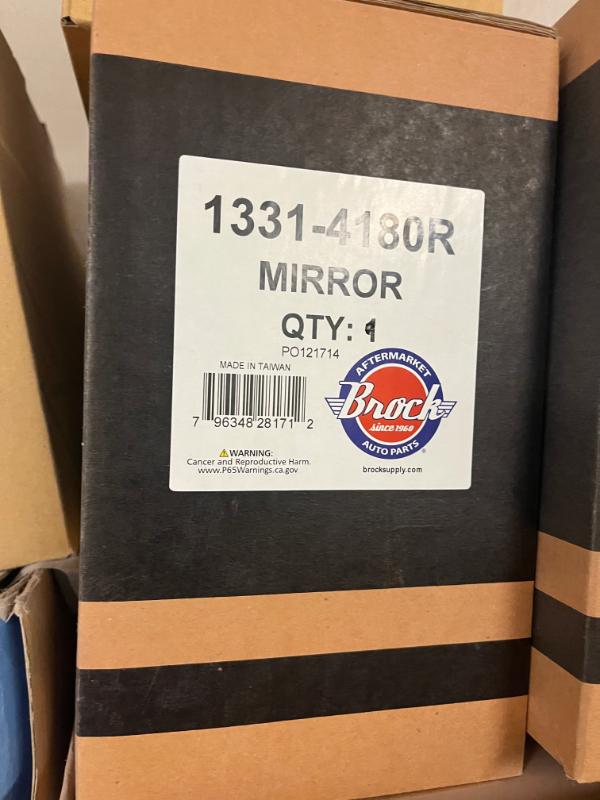 1331-4180R
MIRROR
QTY: 1
PO121714
MADE IN TAIWAN
7 96348 28171 2
WARNING:
Cancer and Reproductive Harm.
www.P65Warnings.ca.gov
AFTERMARKET
Brock
since 1960
AUTO PARTS
®
brocksupply.com